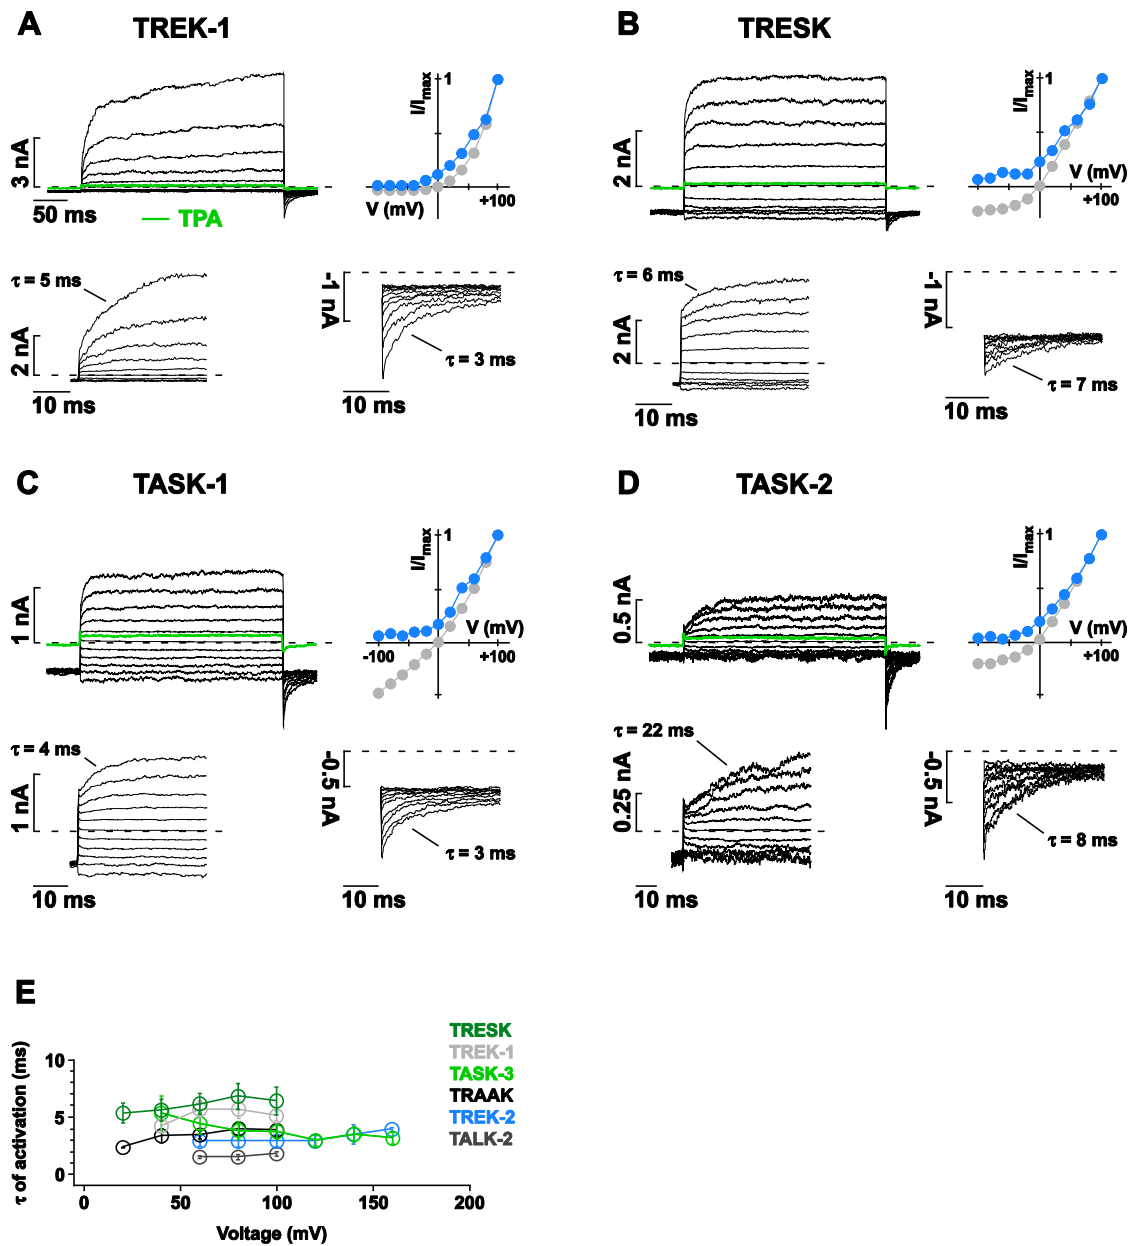 A
TREK-1
3 nA
50 ms
TPA
I/Imax
1
V (mV)
+100
τ = 5 ms
2 nA
10 ms
-1 nA
τ = 3 ms
10 ms
B
TRESK
2 nA
I/Imax
1
V (mV)
+100
τ = 6 ms
2 nA
10 ms
-1 nA
τ = 7 ms
10 ms
C
TASK-1
1 nA
I/Imax
1
V (mV)
-100
+100
τ = 4 ms
1 nA
10 ms
-0.5 nA
τ = 3 ms
10 ms
D
TASK-2
0.5 nA
I/Imax
1
V (mV)
+100
τ = 22 ms
0.25 nA
10 ms
-0.5 nA
τ = 8 ms
10 ms
E
TRESK
TREK-1
TASK-3
TRAAK
TREK-2
TALK-2
τ of activation (ms)
10
5
0
0 50 100 150 200
Voltage (mV)